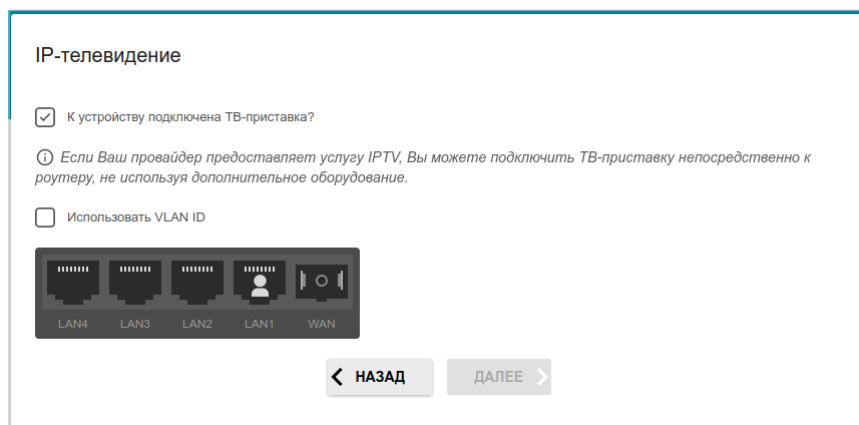 IP-телевидение
К устройству подключена ТВ-приставка?
Если Ваш провайдер предоставляет услугу IPTV, Вы можете подключить ТВ-приставку непосредственно к
роутеру, не используя дополнительное оборудование.
Использовать VLAN ID
LAN4 LAN3 LAN2 LAN1 WAN
НАЗАД ДАЛЕЕ